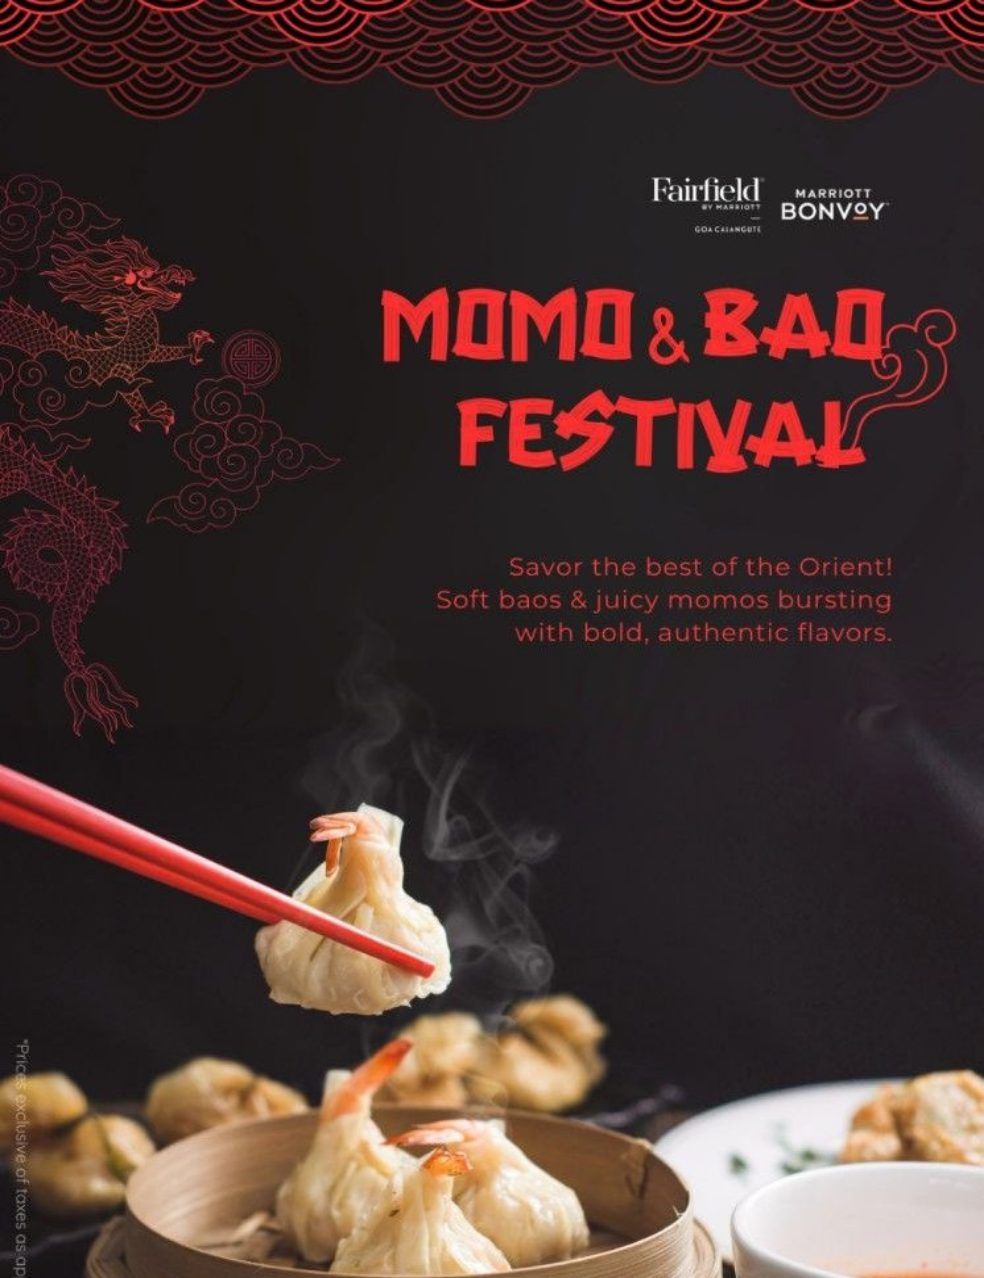 Fairfield
BY MARRIOTT
GOA CALANGUTE
MARRIOTT
BONVOY
MOMO & BAO
FESTIVAL
Savor the best of the Orient!
Soft baos & juicy momos bursting
with bold, authentic flavors.
*Prices exclusive of taxes as ap